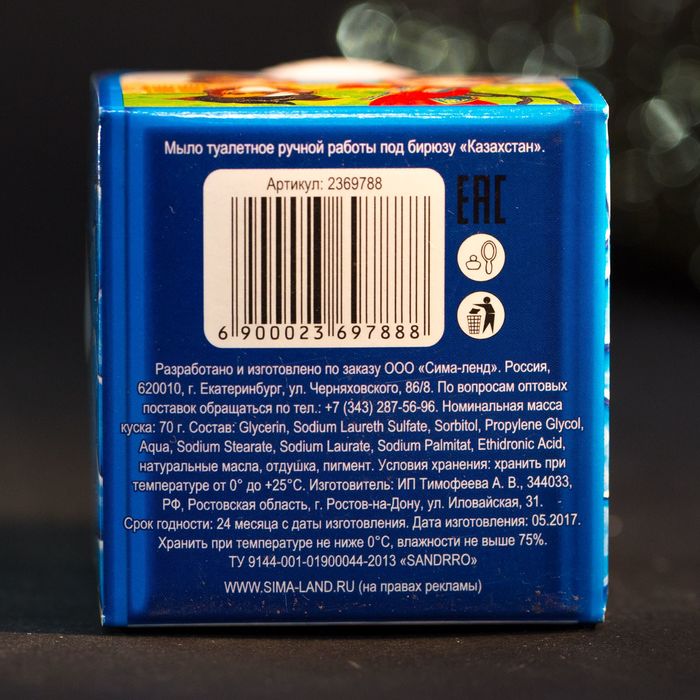 Мыло туалетное ручной работы под бирюзу «Казахстан».
Артикул: 2369788
EAC
6 900023 697888
Разработано и изготовлено по заказу ООО «Сима-ленд». Россия,
620010, г. Екатеринбург, ул. Черняховского, 86/8. По вопросам оптовых
поставок обращаться по тел.: +7 (343) 287-56-96. Номинальная масса
куска: 70 г. Состав: Glycerin, Sodium Laureth Sulfate, Sorbitol, Propylene Glycol,
Aqua, Sodium Stearate, Sodium Laurate, Sodium Palmitat, Ethidronic Acid,
натуральные масла, отдушка, пигмент. Условия хранения: хранить при
температуре от 0° до +25°С. Изготовитель: ИП Тимофеева А. В., 344033,
РФ, Ростовская область, г. Ростов-на-Дону, ул. Иловайская, 31.
Срок годности: 24 месяца с даты изготовления. Дата изготовления: 05.2017.
Хранить при температуре не ниже 0°С, влажности не выше 75%.
ТУ 9144-001-01900044-2013 «SANDRRO»
WWW.SIMA-LAND.RU (на правах рекламы)